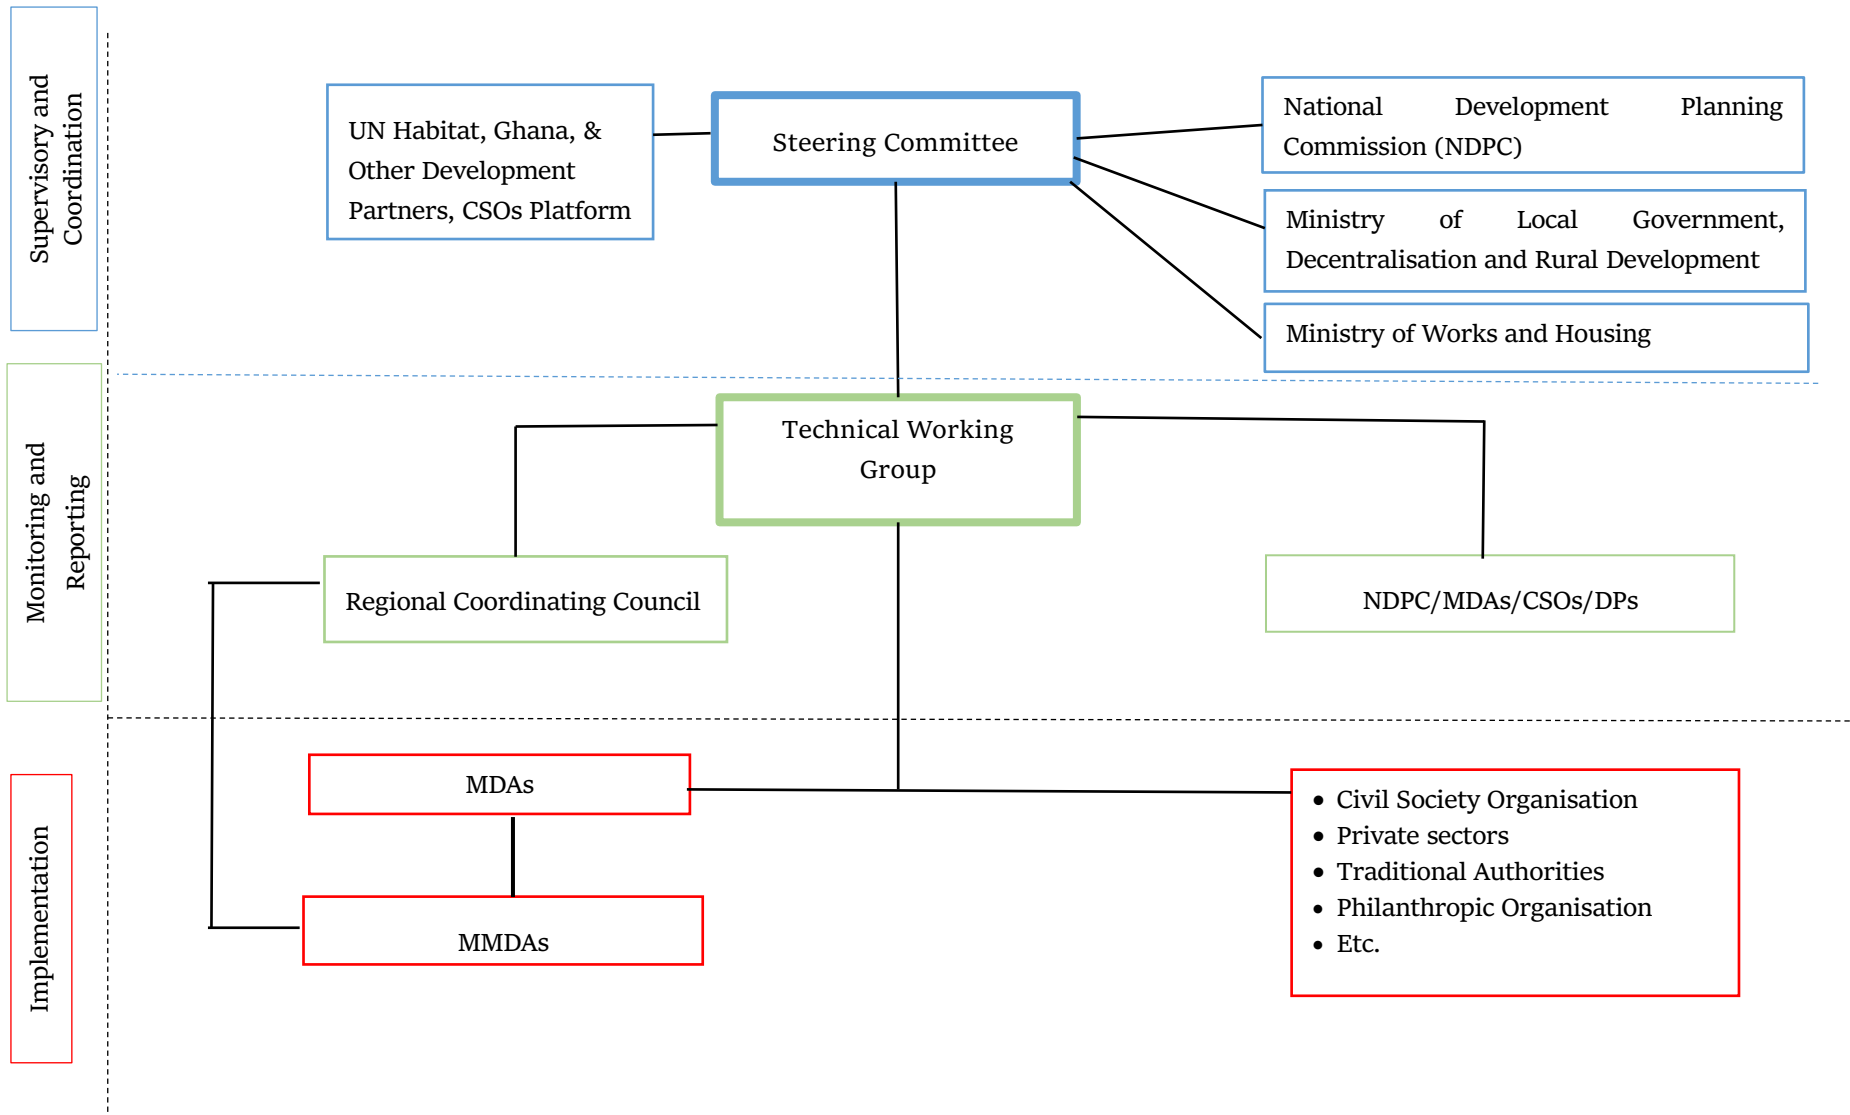 Supervisory and
Coordination
UN Habitat, Ghana, &
Other Development
Partners, CSOs Platform
Steering Committee
National Development Planning
Commission (NDPC)
Ministry of Local Government,
Decentralisation and Rural Development
Ministry of Works and Housing
Monitoring and
Reporting
Technical Working
Group
Regional Coordinating Council
NDPC/MDAs/CSOs/DPs
Implementation
MDAs
MMDAs
• Civil Society Organisation
• Private sectors
• Traditional Authorities
• Philanthropic Organisation
• Etc.